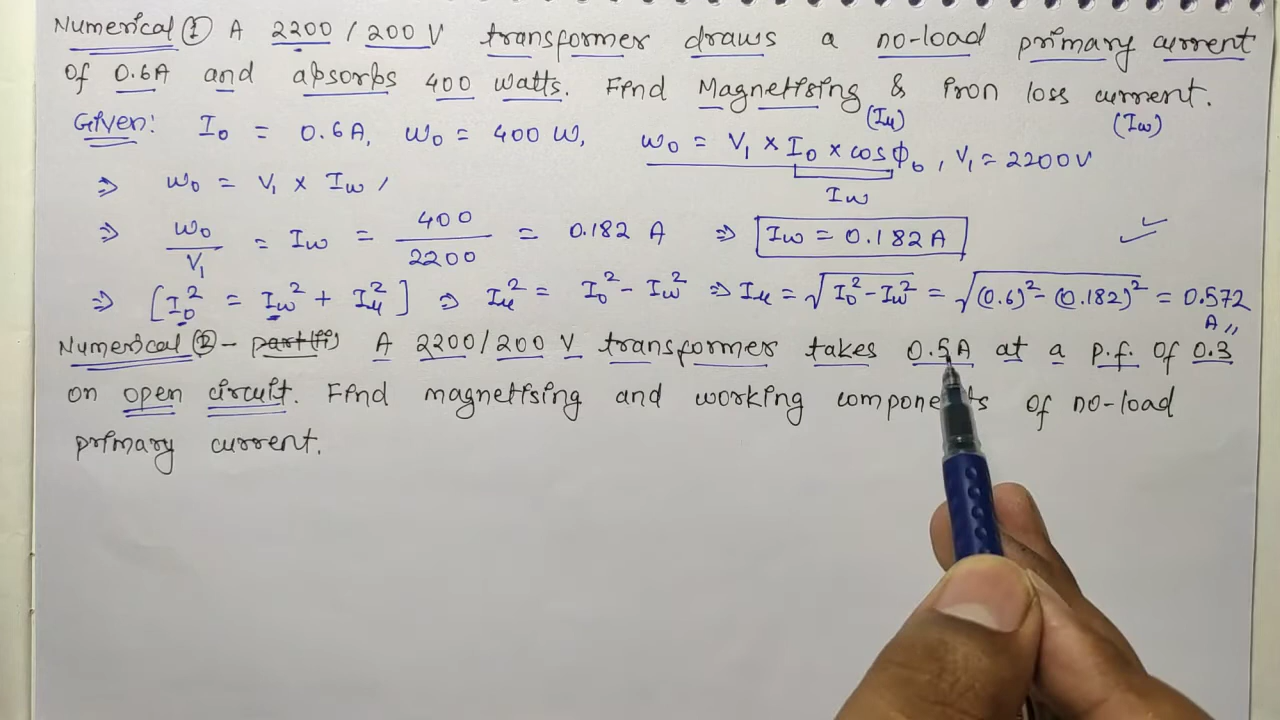 Numerical ① A 2200 / 200 V transformer draws a no-load primary current
of 0.6A and absorbs 400 watts. Find Magnetising & iron loss current.
(Iμ) (Iw)
Given: I₀ = 0.6A, W₀ = 400 W, W₀ = V₁ × I₀ × cosϕ₀, V₁ = 2200V
Iw
⇒ W₀ = V₁ × Iw,
⇒ W₀/V₁ = Iw = 400/2200 = 0.182 A ⇒ Iw = 0.182A ✓
⇒ [I₀² = Iw² + Iμ²] ⇒ Iμ² = I₀² - Iw² ⇒ Iμ = √(I₀² - Iw²) = √((0.6)² - (0.182)²) = 0.572
A,,
Numerical ② - part(ii) A 2200/200 V transformer takes 0.5A at a p.f. of 0.3
on open circuit. Find magnetising and working components of no-load
primary current.